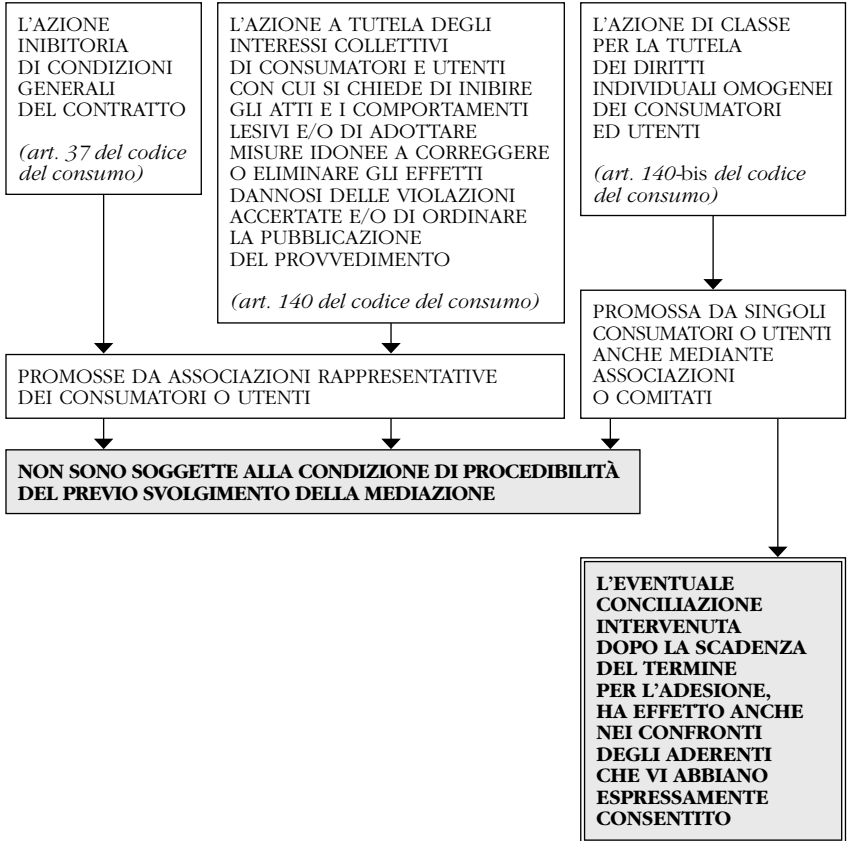 L'AZIONE
INIBITORIA
DI CONDIZIONI
GENERALI
DEL CONTRATTO
(art. 37 del codice
del consumo)
L'AZIONE A TUTELA DEGLI
INTERESSI COLLETTIVI
DI CONSUMATORI E UTENTI
CON CUI SI CHIEDE DI INIBIRE
GLI ATTI E I COMPORTAMENTI
LESIVI E/O DI ADOTTARE
MISURE IDONEE A CORREGGERE
O ELIMINARE GLI EFFETTI
DANNOSI DELLE VIOLAZIONI
ACCERTATE E/O DI ORDINARE
LA PUBBLICAZIONE
DEL PROVVEDIMENTO
(art. 140 del codice del consumo)
L'AZIONE DI CLASSE
PER LA TUTELA
DEI DIRITTI
INDIVIDUALI OMOGENEI
DEI CONSUMATORI
ED UTENTI
(art. 140-bis del codice
del consumo)
PROMOSSE DA ASSOCIAZIONI RAPPRESENTATIVE
DEI CONSUMATORI O UTENTI
PROMOSSA DA SINGOLI
CONSUMATORI O UTENTI
ANCHE MEDIANTE
ASSOCIAZIONI
O COMITATI
NON SONO SOGGETTE ALLA CONDIZIONE DI PROCEDIBILITÀ
DEL PREVIO SVOLGIMENTO DELLA MEDIAZIONE
L'EVENTUALE
CONCILIAZIONE
INTERVENUTA
DOPO LA SCADENZA
DEL TERMINE
PER L'ADESIONE,
HA EFFETTO ANCHE
NEI CONFRONTI
DEGLI ADERENTI
CHE VI ABBIANO
ESPRESSAMENTE
CONSENTITO